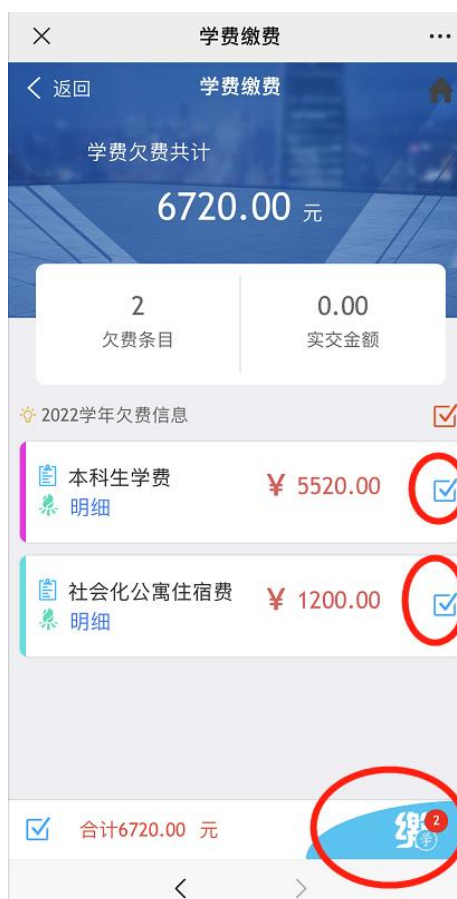 学费缴费
返回 学费缴费
学费欠费共计
6720.00 元
2 0.00
欠费条目 实交金额
2022学年欠费信息
本科生学费 ¥ 5520.00
明细
社会化公寓住宿费 ¥ 1200.00
明细
合计6720.00 元 缴 2
学